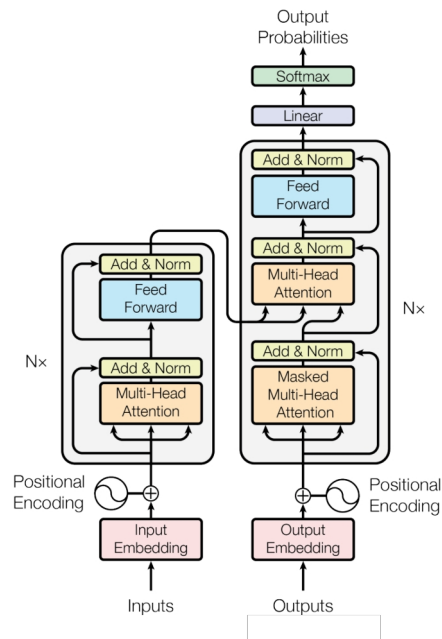 Output
Probabilities
Softmax
Linear
Add & Norm
Feed
Forward
Add & Norm
Multi-Head
Attention
Nx
Add & Norm
Masked
Multi-Head
Attention
Add & Norm
Feed
Forward
Nx
Add & Norm
Multi-Head
Attention
Positional
Encoding
Positional
Encoding
Input
Embedding
Output
Embedding
Inputs
Outputs